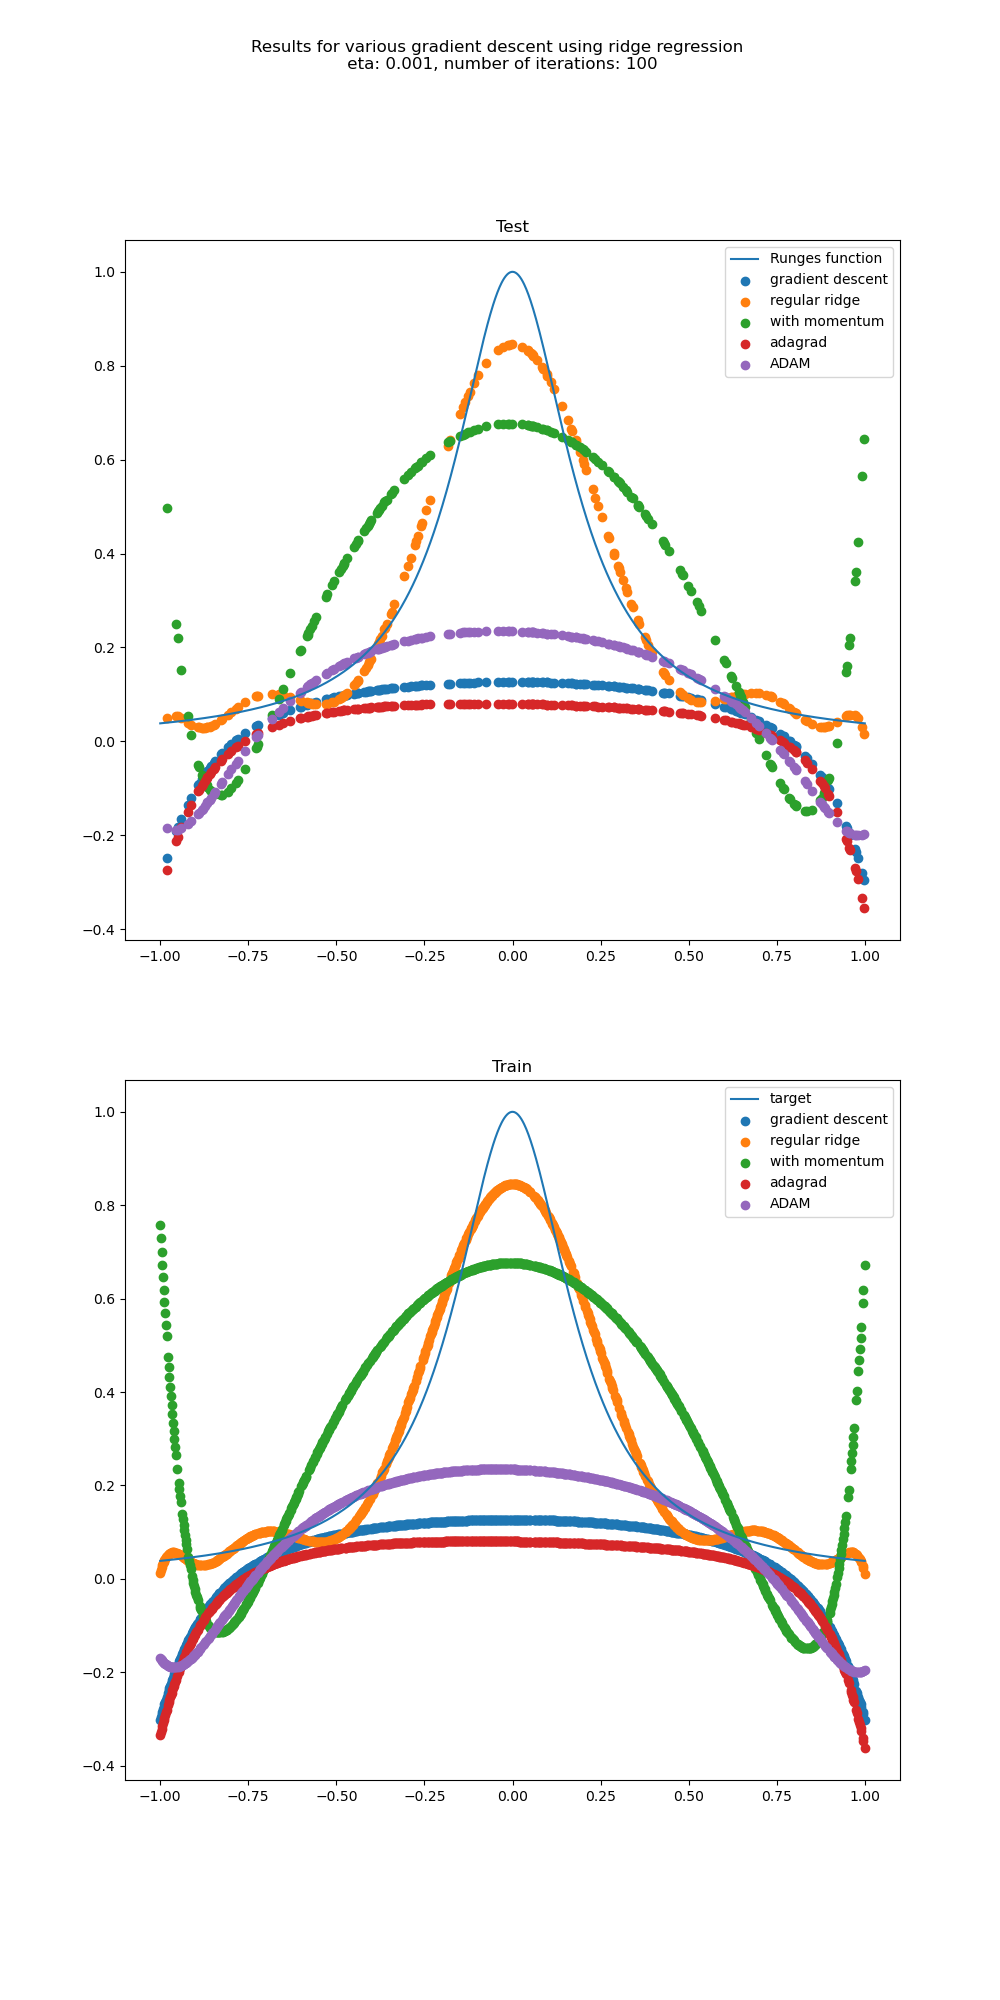 Results for various gradient descent using ridge regression
eta: 0.001, number of iterations: 100
Test
Runges function
gradient descent
regular ridge
with momentum
adagrad
ADAM
1.0
0.8
0.6
0.4
0.2
0.0
−0.2
−0.4
−1.00 −0.75 −0.50 −0.25 0.00 0.25 0.50 0.75 1.00
Train
target
gradient descent
regular ridge
with momentum
adagrad
ADAM
1.0
0.8
0.6
0.4
0.2
0.0
−0.2
−0.4
−1.00 −0.75 −0.50 −0.25 0.00 0.25 0.50 0.75 1.00